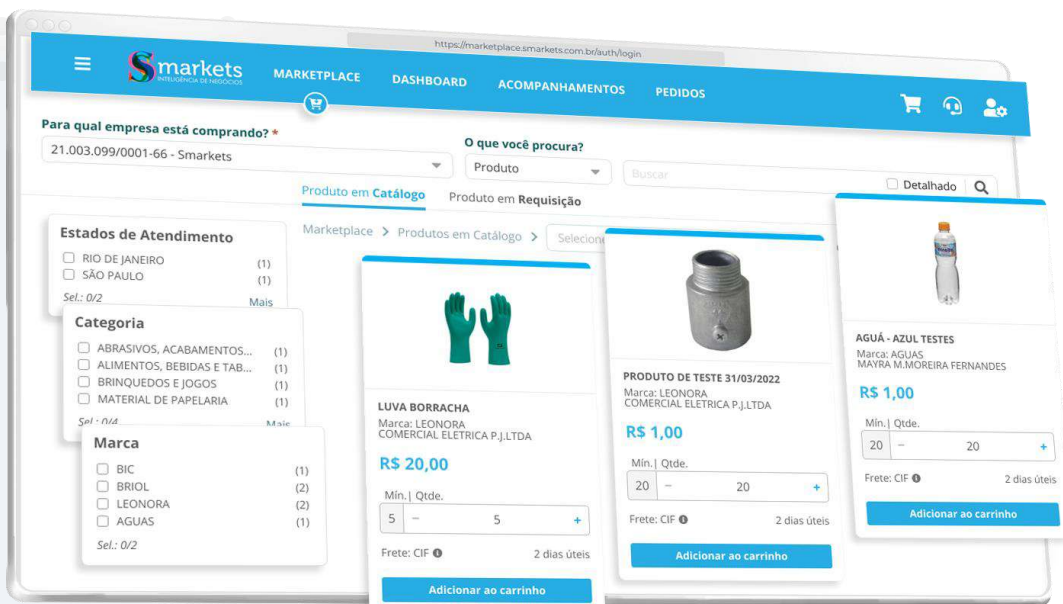 https://marketplace.smarkets.com.br/auth/login
Smarkets
INTELIGÊNCIA DE NEGÓCIOS
MARKETPLACE
DASHBOARD
ACOMPANHAMENTOS
PEDIDOS
Para qual empresa está comprando? *
21.003.099/0001-66 - Smarkets
O que você procura?
Produto
Buscar
Detalhado
Produto em Catálogo
Produto em Requisição
Marketplace > Produtos em Catálogo >
Selecione
Estados de Atendimento
RIO DE JANEIRO (1)
SÃO PAULO (1)
Sel.: 0/2 Mais
Categoria
ABRASIVOS, ACABAMENTOS... (1)
ALIMENTOS, BEBIDAS E TAB... (1)
BRINQUEDOS E JOGOS (1)
MATERIAL DE PAPELARIA (1)
Sel.: 0/4 Mais
Marca
BIC (1)
BRIOL (2)
LEONORA (2)
AGUAS (1)
Sel.: 0/2
LUVA BORRACHA
Marca: LEONORA
COMERCIAL ELETRICA P.J.LTDA
R$ 20,00
Mín.| Qtde.
5 - 5 +
Frete: CIF 2 dias úteis
Adicionar ao carrinho
PRODUTO DE TESTE 31/03/2022
Marca: LEONORA
COMERCIAL ELETRICA P.J.LTDA
R$ 1,00
Mín.| Qtde.
20 - 20 +
Frete: CIF 2 dias úteis
Adicionar ao carrinho
AGUÁ - AZUL TESTES
Marca: AGUAS
MAYRA M.MOREIRA FERNANDES
R$ 1,00
Mín.| Qtde.
20 - 20 +
Frete: CIF 2 dias úteis
Adicionar ao carrinho